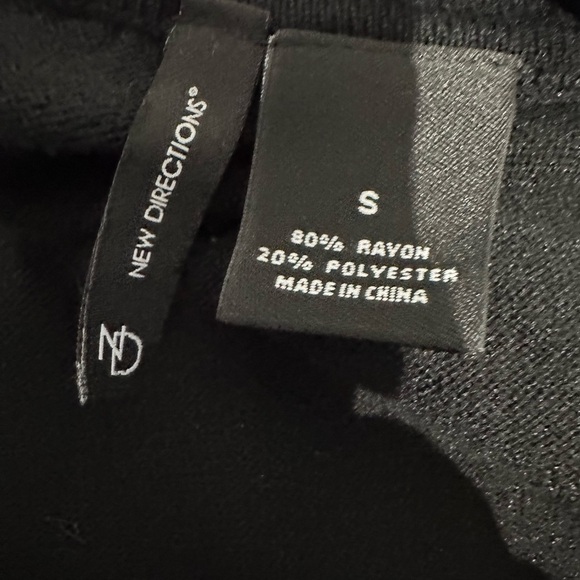 NEW DIRECTIONS®
ND
S
80% RAYON
20% POLYESTER
MADE IN CHINA